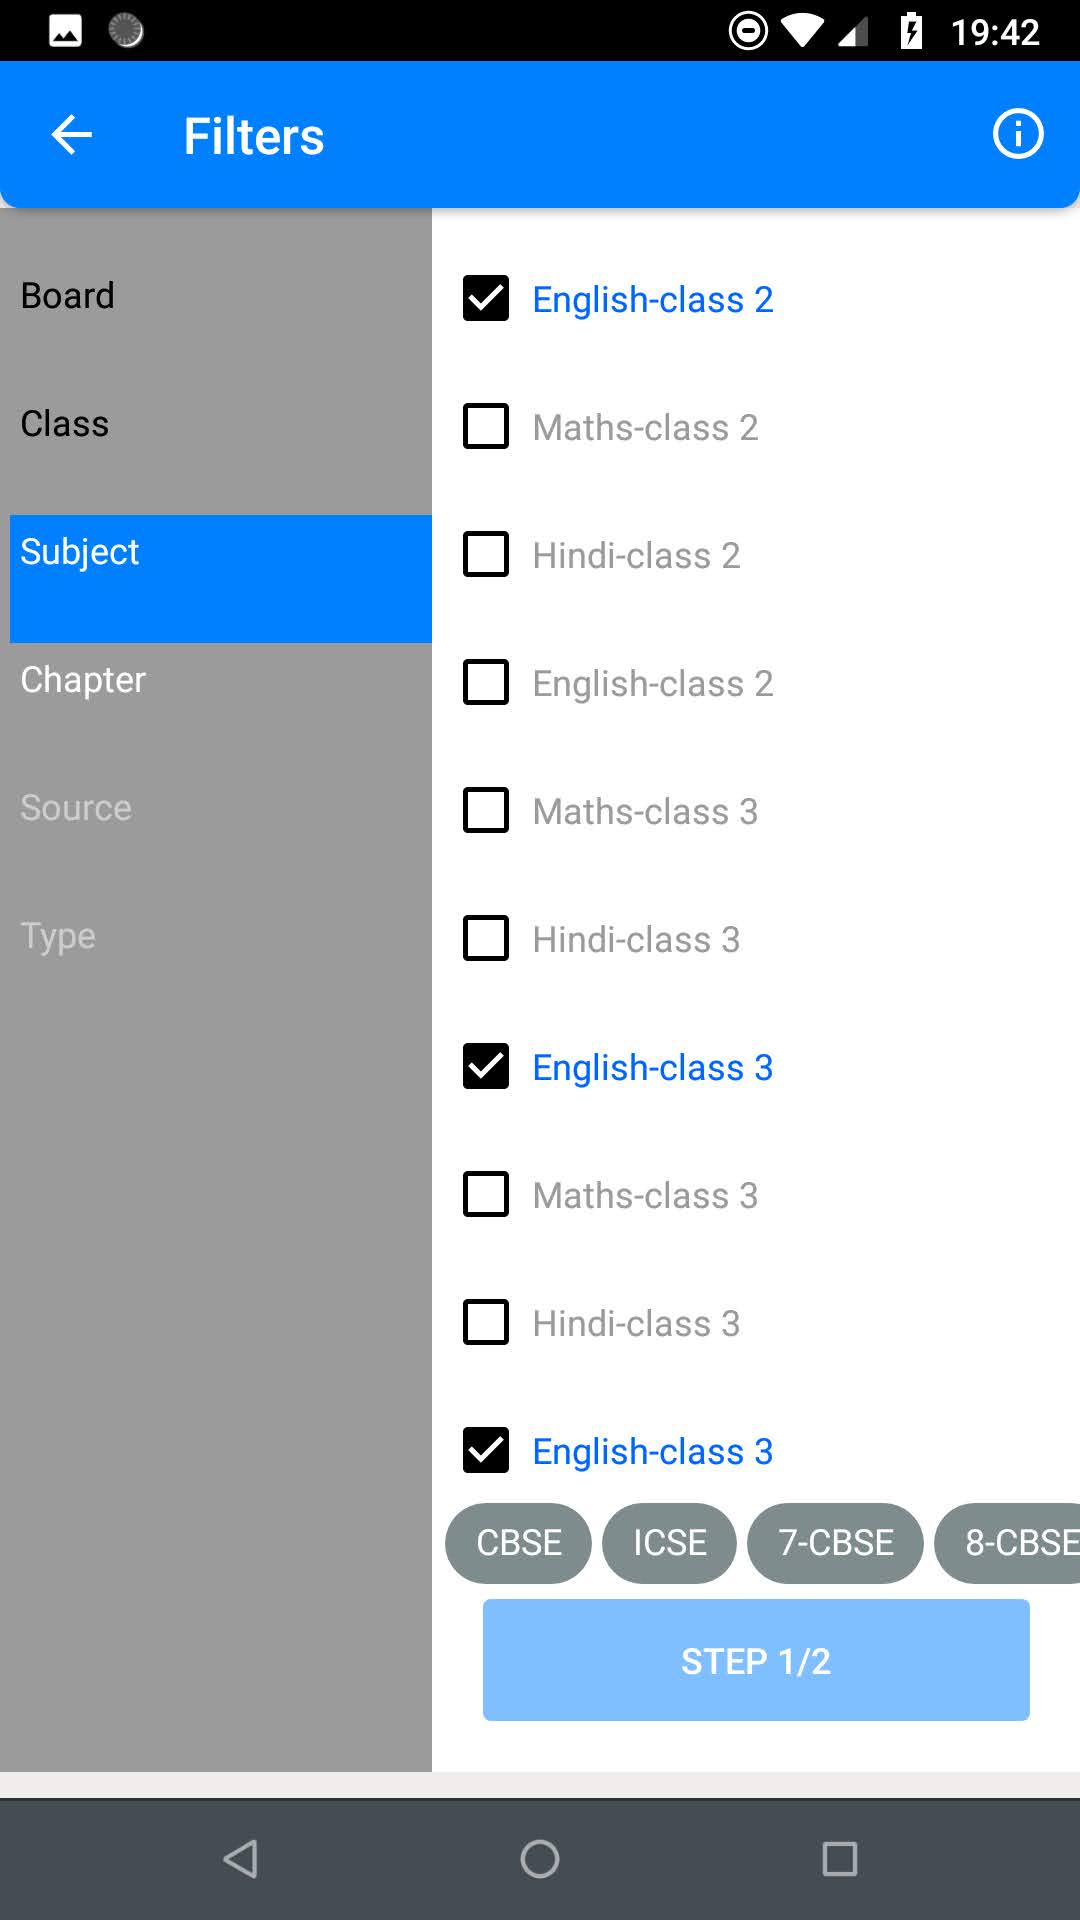 19:42
Filters
Board
Class
Subject
Chapter
Source
Type
English-class 2
Maths-class 2
Hindi-class 2
English-class 2
Maths-class 3
Hindi-class 3
English-class 3
Maths-class 3
Hindi-class 3
English-class 3
CBSE ICSE 7-CBSE 8-CBSE
STEP 1/2